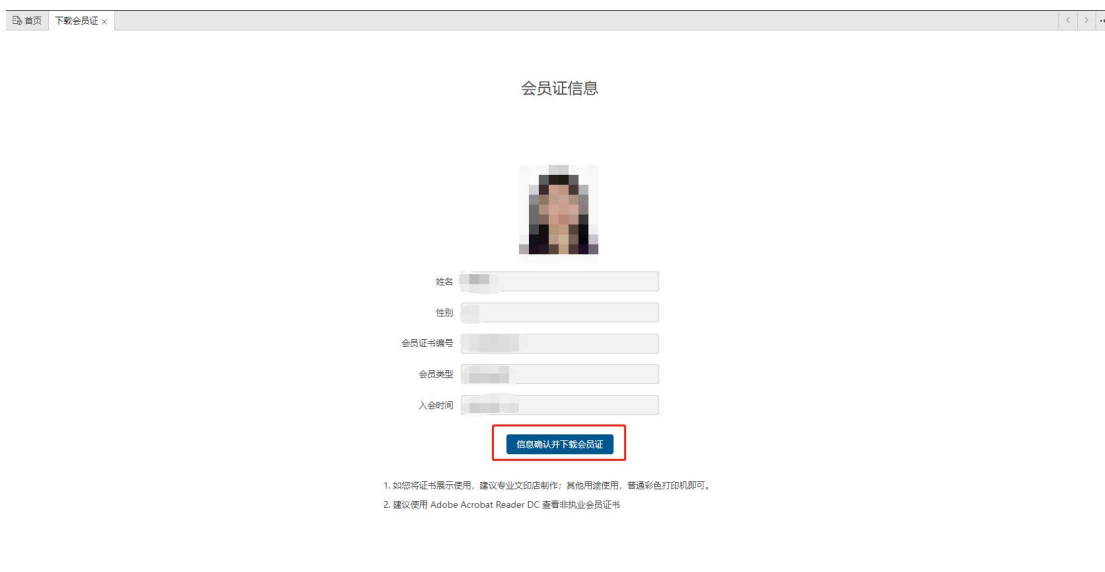 首页 下载会员证 ×
会员证信息
姓名
性别
会员证书编号
会员类型
入会时间
信息确认并下载会员证
1. 如您将证书展示使用，建议专业文印店制作；其他用途使用，普通彩色打印机即可。
2. 建议使用 Adobe Acrobat Reader DC 查看非执业会员证书